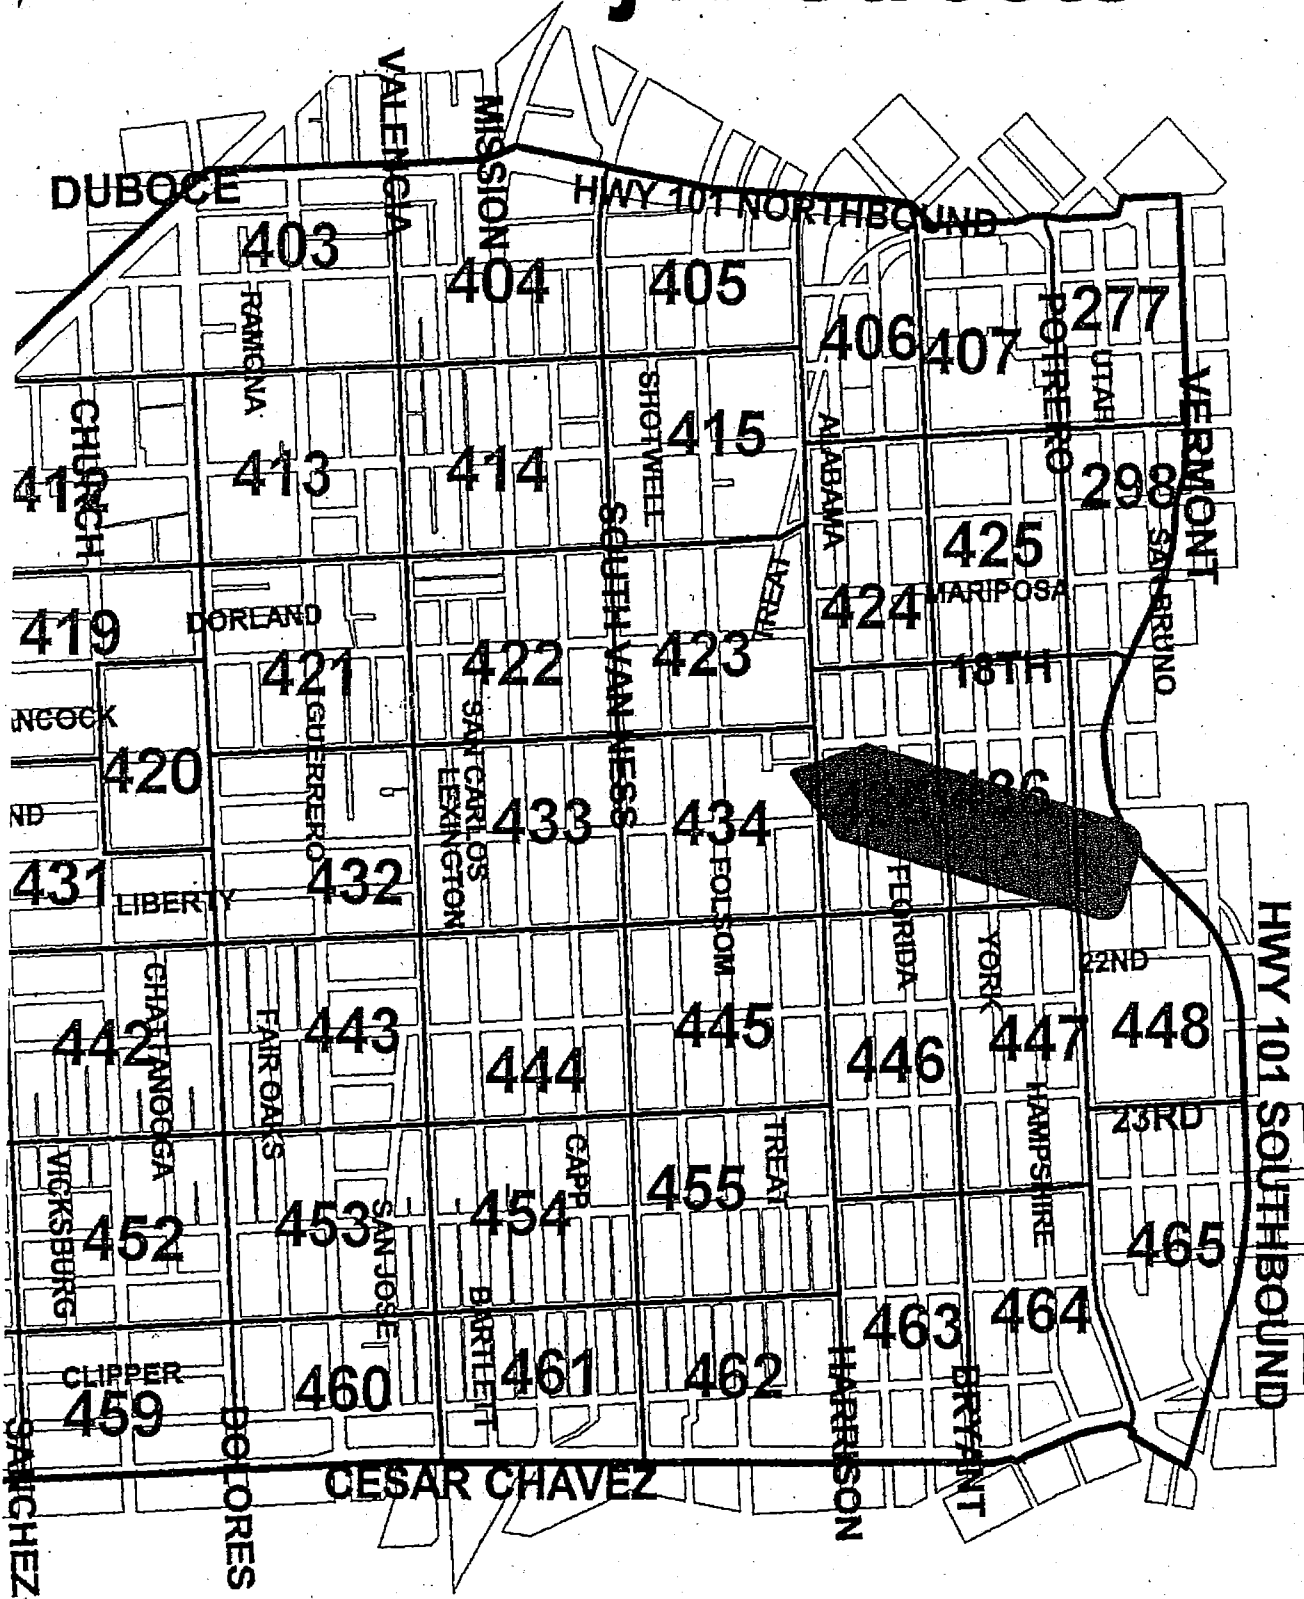 VALENCIA
MISSION
DUBOCE
HWY 101 NORTHBOUND
403
404
405
277
RAMONA
406
407
POTRERO
UTAH
VERMONT
CHURCH
SHOTWELL
415
ALABAMA
413
414
298
SOUTH VAN NESS
425
SAN BRUNO
TREAT
MARIPOSA
419
DORLAND
424
421
422
423
18TH
GUERRERO
SAN CARLOS
420
LEXINGTON
433
434
431
432
FOLSOM
FLORIDA
LIBERTY
HWY 101 SOUTHBOUND
YORK
22ND
CHATTANOOGA
FAIR OAKS
442
443
444
445
446
447
448
HAMPSHIRE
23RD
VICKSBURG
CAPP
TREAT
455
452
453
SAN JOSE
454
465
BARTLETT
463
464
CLIPPER
459
460
461
462
HARRISON
BRYANT
SANCHEZ
DOLORES
CESAR CHAVEZ